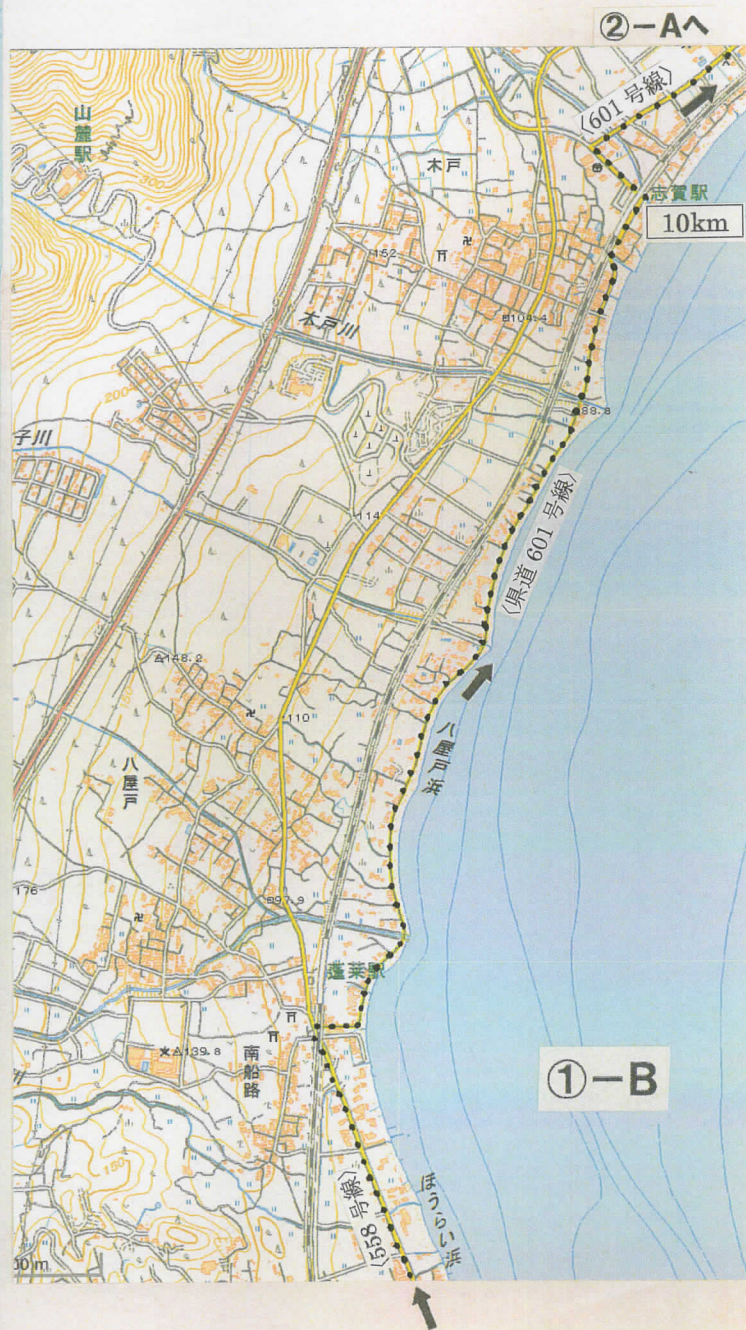 ②－Aへ
〈601 号線〉
山麓駅
300
木戸
志賀駅
10km
152
木戸川
104.4
200
88.8
子川
〈県道 601 号線〉
114
148.2
110
八屋戸浜
八屋戸
176
97.9
蓬莱駅
139.8
南船路
①－B
150
ほうらい浜
〈558 号線〉
00 m